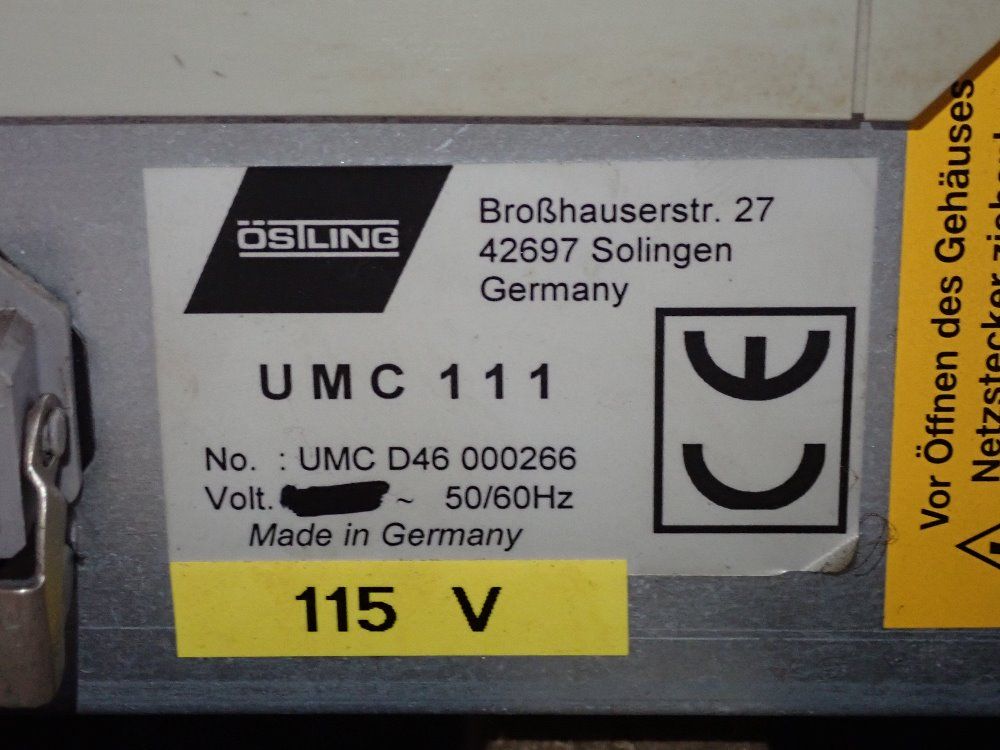 ÖSTLING
Broßhauserstr. 27
42697 Solingen
Germany
UMC 111
No. : UMC D46 000266
Volt. ~ 50/60Hz
Made in Germany
CE
115 V
Vor Öffnen des Gehäuses
Netzstecker